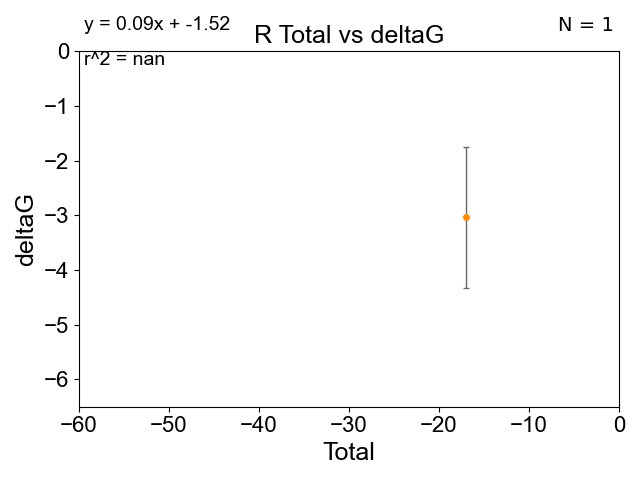 y = 0.09x + -1.52
R Total vs deltaG
N = 1
r^2 = nan
0
−1
−2
−3
−4
−5
−6
deltaG
−60
−50
−40
−30
−20
−10
0
Total